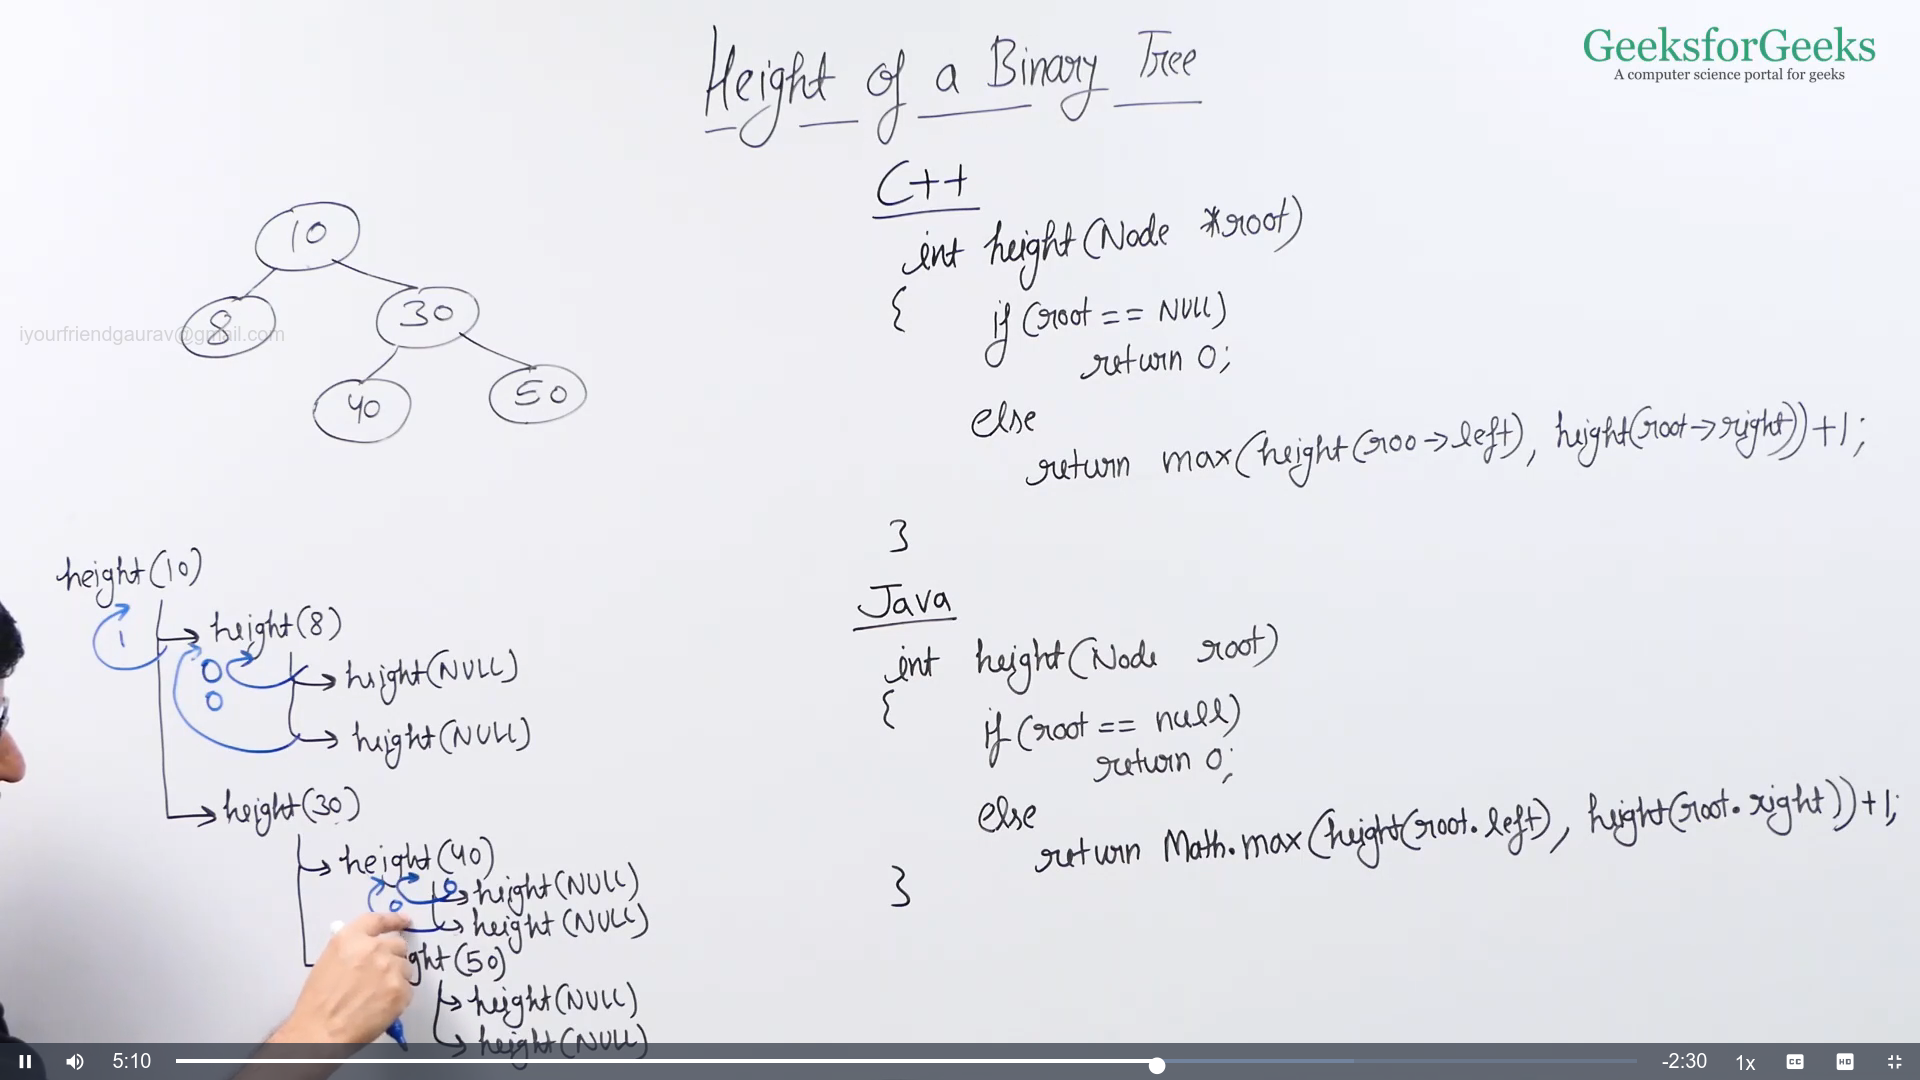 Height of a Binary Tree
GeeksforGeeks
A computer science portal for geeks
10
8
30
40
50
iyourfriendgaurav@gmail.com
C++
int height(Node *root)
{
if (root == NULL)
return 0;
else
return max(height(roo->left), height(root->right))+1;
}
height(10)
1
height(8)
0
0
height(NULL)
height(NULL)
height(30)
height(40)
0
height(NULL)
0
height(NULL)
ght(50)
height(NULL)
height(NULL)
Java
int height(Node root)
{
if (root == null)
return 0;
else
return Math.max(height(root.left), height(root.right))+1;
}
5:10
-2:30
1x
CC
HD